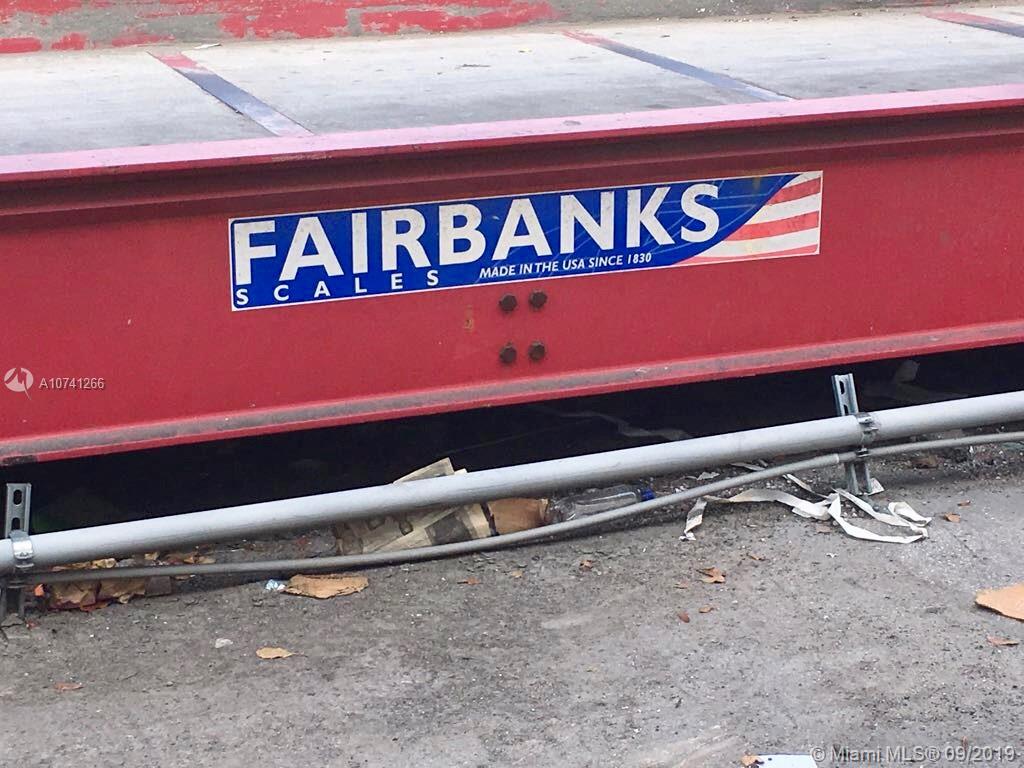 FAIRBANKS
SCALES
MADE IN THE USA SINCE 1830
A10741266
© Miami MLS® 09/2019